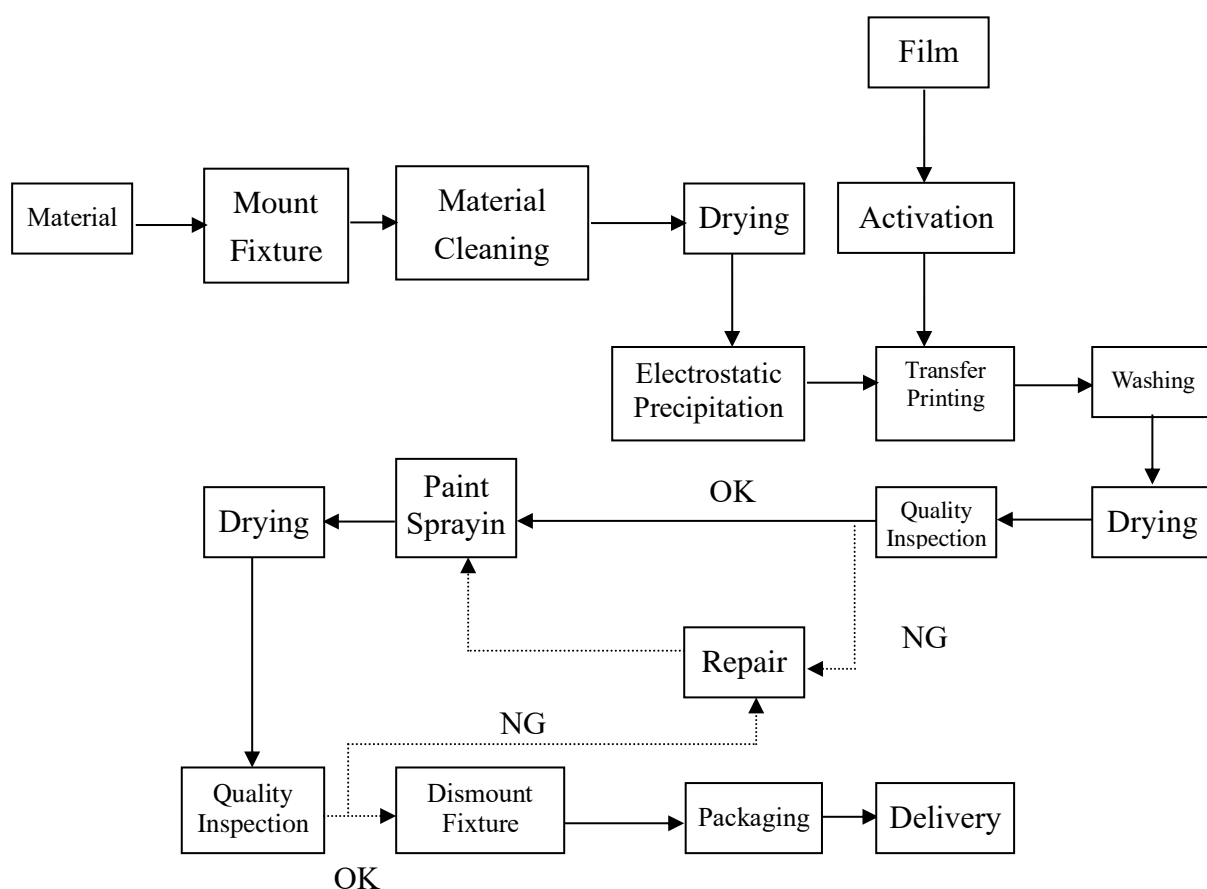 Film
Material
Mount
Fixture
Material
Cleaning
Drying
Activation
Electrostatic
Precipitation
Transfer
Printing
Washing
Drying
Paint
Sprayin
OK
Quality
Inspection
Drying
Repair
NG
NG
Quality
Inspection
Dismount
Fixture
Packaging
Delivery
OK